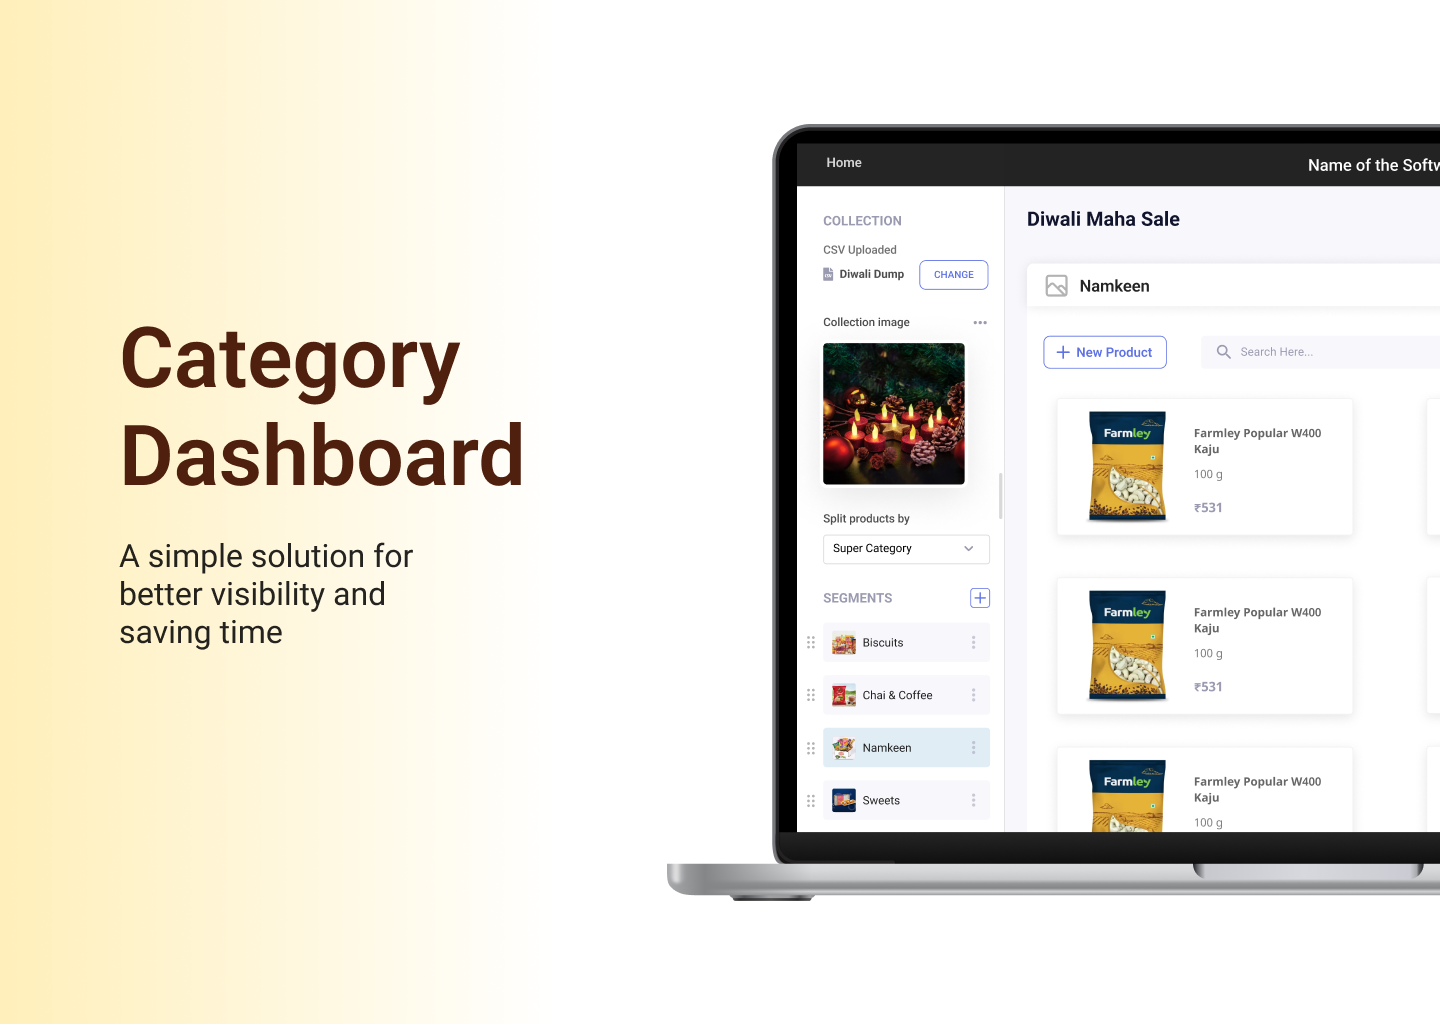 Category
Dashboard
A simple solution for
better visibility and
saving time
Home
Name of the Softw
COLLECTION
CSV Uploaded
Diwali Dump
CHANGE
Collection image
Split products by
Super Category
SEGMENTS
Biscuits
Chai & Coffee
Namkeen
Sweets
Diwali Maha Sale
Namkeen
New Product
Search Here...
Farmley
Farmley Popular W400
Kaju
100 g
₹531
Farmley
Farmley Popular W400
Kaju
100 g
₹531
Farmley
Farmley Popular W400
Kaju
100 g